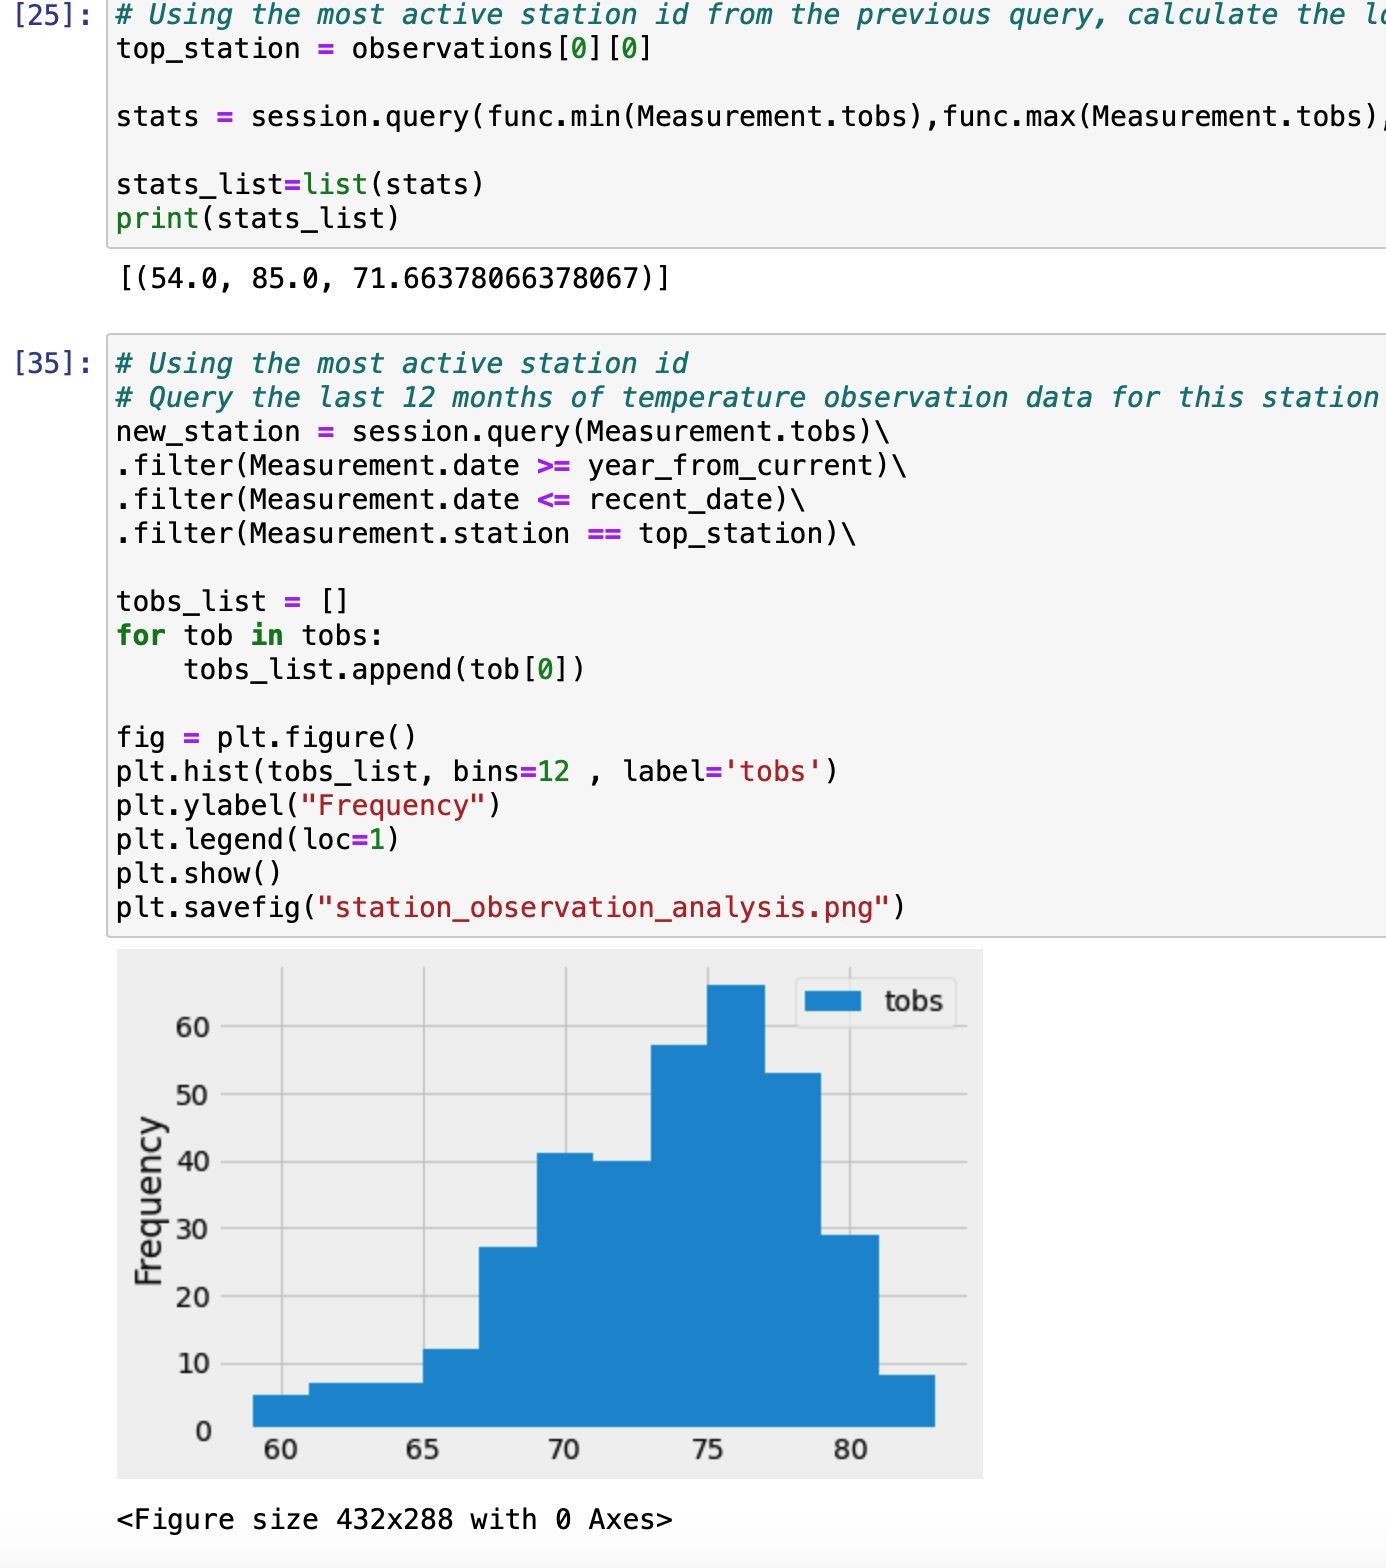 [25]: # Using the most active station id from the previous query, calculate the
top_station = observations[0][0]
stats = session.query(func.min(Measurement.tobs),func.max(Measurement.tobs),
stats_list=list(stats)
print(stats_list)
[(54.0, 85.0, 71.66378066378067)]
[35]: # Using the most active station id
# Query the last 12 months of temperature observation data for this station
new_station = session.query(Measurement.tobs)\
.filter(Measurement.date >= year_from_current)\
.filter(Measurement.date <= recent_date)\
.filter(Measurement.station == top_station)\
tobs_list = []
for tob in tobs:
    tobs_list.append(tob[0])
fig = plt.figure()
plt.hist(tobs_list, bins=12 , label='tobs')
plt.ylabel("Frequency")
plt.legend(loc=1)
plt.show()
plt.savefig("station_observation_analysis.png")
tobs
60
50
40
30
20
10
0
Frequency
60 65 70 75 80
<Figure size 432x288 with 0 Axes>